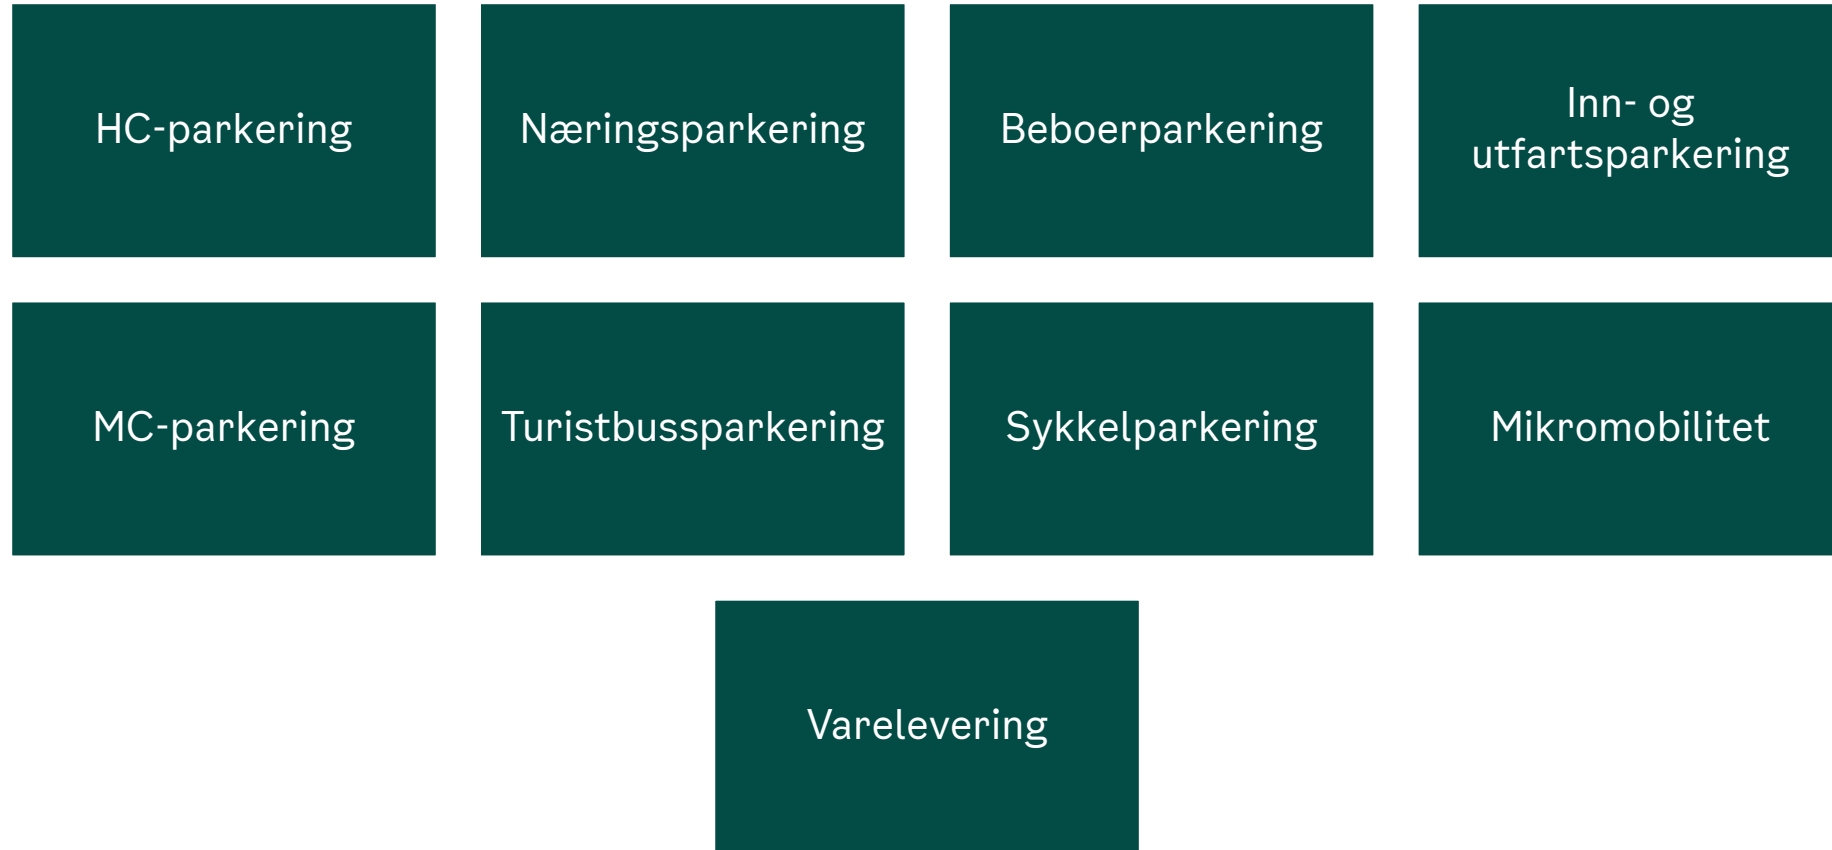 HC-parkering
Næringsparkering
Beboerparkering
Inn- og
utfartsparkering
MC-parkering
Turistbussparkering
Sykkelparkering
Mikromobilitet
Varelevering